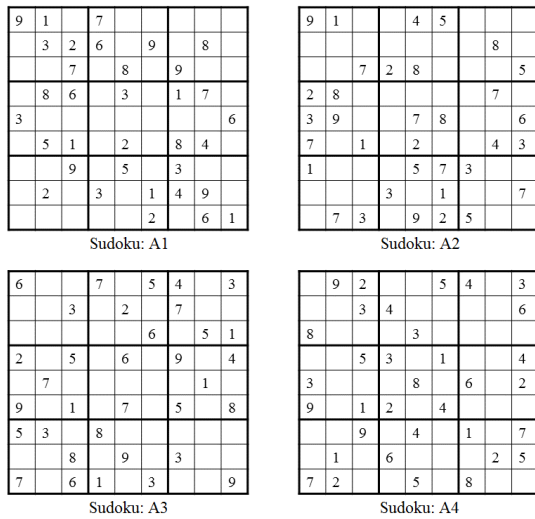 9 1 7
3 2 6 9 8
7 8 9
8 6 3 1 7
3 6
5 1 2 8 4
9 5 3
2 3 1 4 9
2 6 1
Sudoku: A1
9 1 4 5
8
7 2 8 5
2 8 7
3 9 7 8 6
7 1 2 4 3
1 5 7 3
3 1 7
7 3 9 2 5
Sudoku: A2
6 7 5 4 3
3 2 7
6 5 1
2 5 6 9 4
7 1
9 1 7 5 8
5 3 8
8 9 3
7 6 1 3 9
Sudoku: A3
9 2 5 4 3
3 4 6
8 3
5 3 1 4
3 8 6 2
9 1 2 4
9 4 1 7
1 6 2 5
7 2 5 8
Sudoku: A4